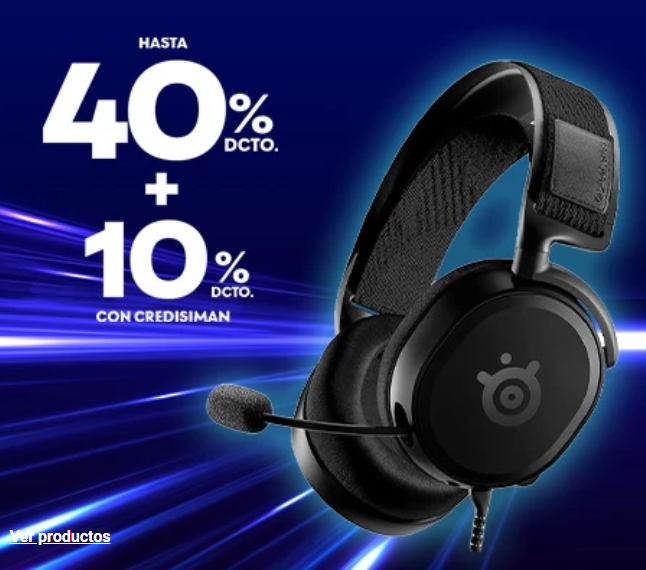 HASTA
40%
DCTO.
+
10%
DCTO.
CON CREDISIMAN
Ver productos